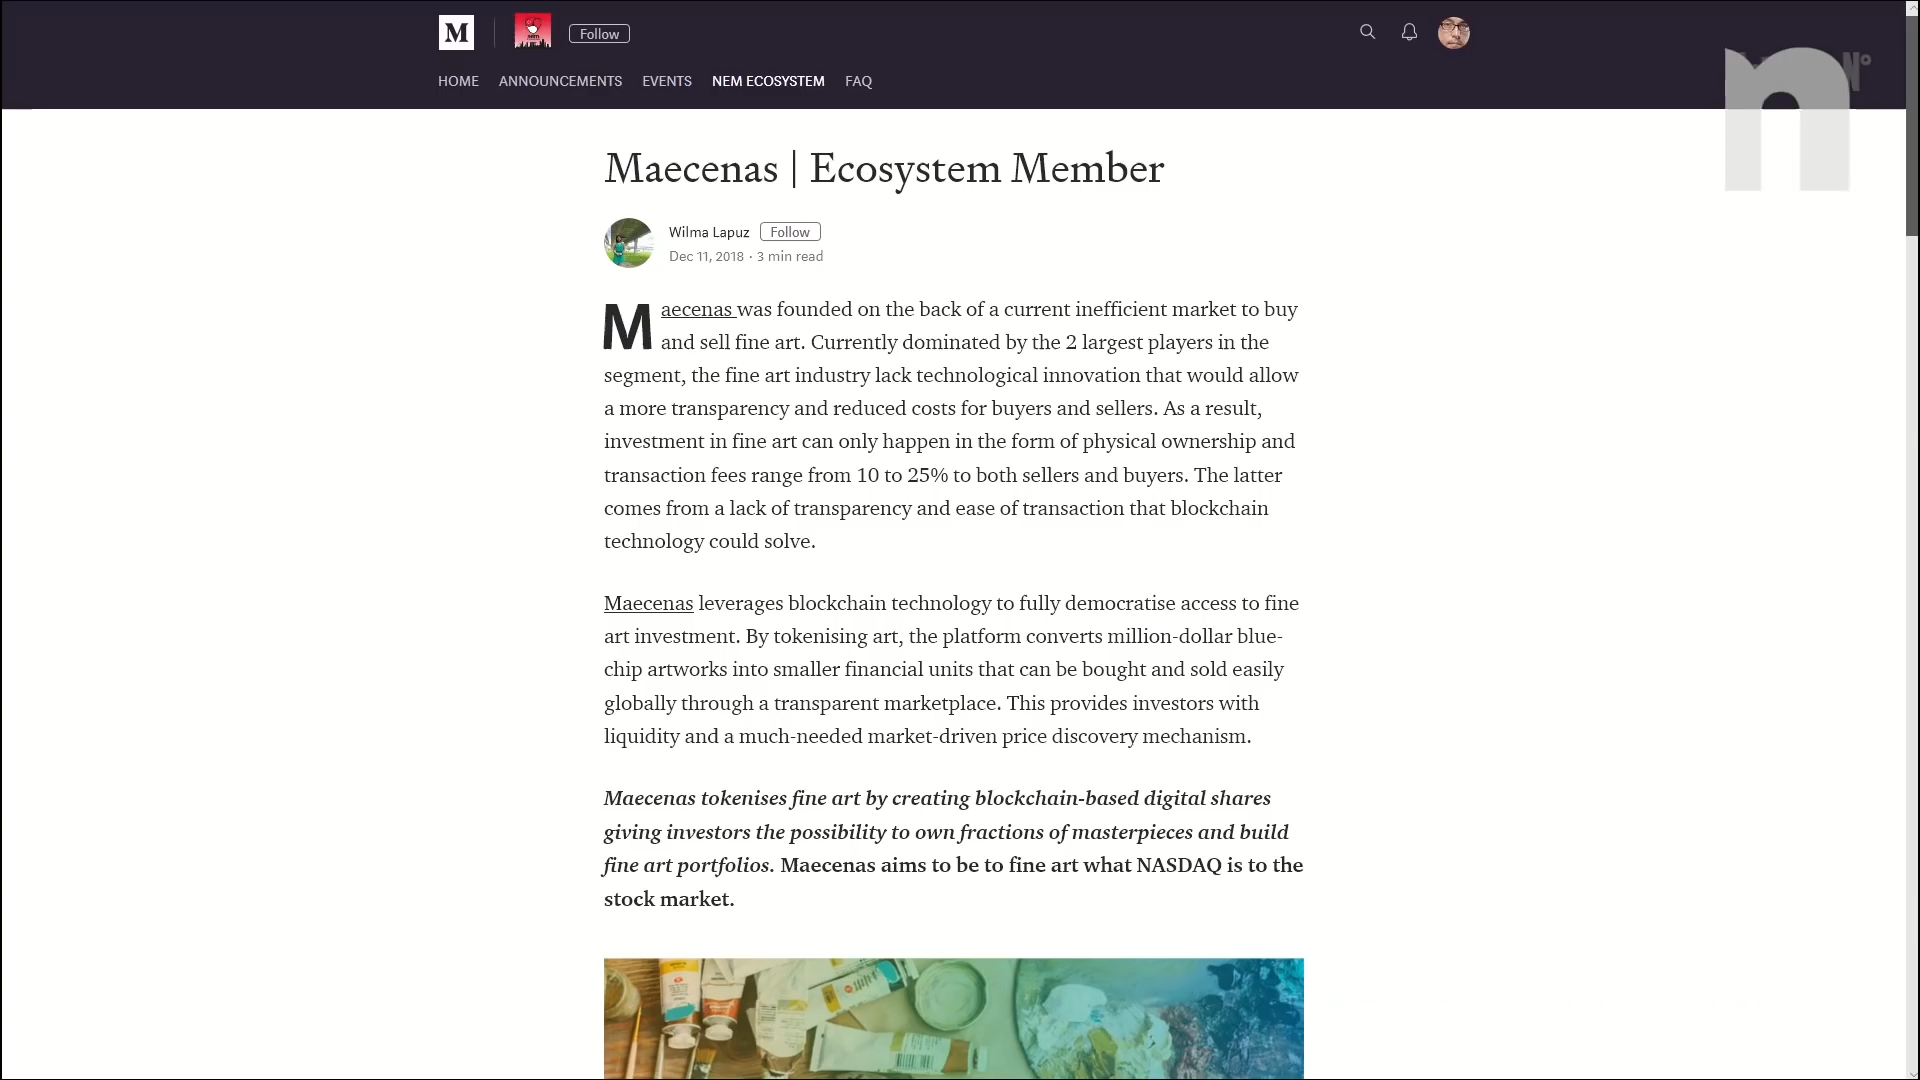 M
Follow
HOME ANNOUNCEMENTS EVENTS NEM ECOSYSTEM FAQ
n
Maecenas | Ecosystem Member
Wilma Lapuz Follow
Dec 11, 2018 · 3 min read
Maecenas was founded on the back of a current inefficient market to buy
and sell fine art. Currently dominated by the 2 largest players in the
segment, the fine art industry lack technological innovation that would allow
a more transparency and reduced costs for buyers and sellers. As a result,
investment in fine art can only happen in the form of physical ownership and
transaction fees range from 10 to 25% to both sellers and buyers. The latter
comes from a lack of transparency and ease of transaction that blockchain
technology could solve.
Maecenas leverages blockchain technology to fully democratise access to fine
art investment. By tokenising art, the platform converts million-dollar blue-
chip artworks into smaller financial units that can be bought and sold easily
globally through a transparent marketplace. This provides investors with
liquidity and a much-needed market-driven price discovery mechanism.
Maecenas tokenises fine art by creating blockchain-based digital shares
giving investors the possibility to own fractions of masterpieces and build
fine art portfolios. Maecenas aims to be to fine art what NASDAQ is to the
stock market.